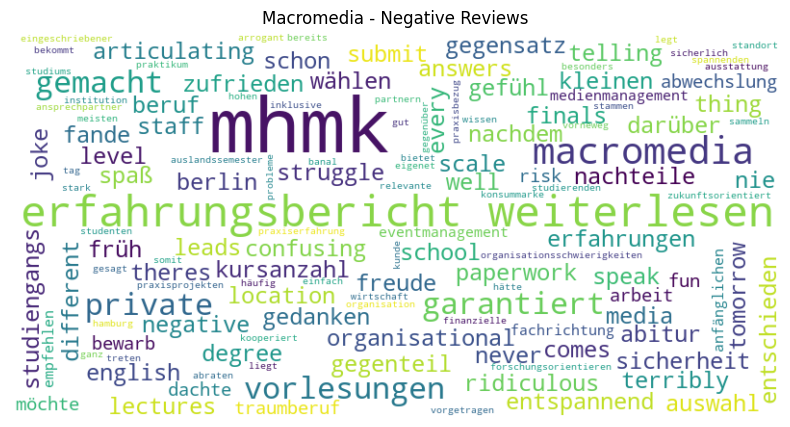 Macromedia - Negative Reviews
eingeschriebener arrogant bereits legt
bekommt articulating schon submit gegensatz telling sicherlich standort
praktikum studiums answers besonders spannenden
gemacht zufrieden wählen gefühl kleinen abwechslung ausstattung
institution hohen partnern medienmanagement
ansprechpartner beruf inklusive every finals thing
meisten staff mhmk gut gegenüber praxisbezug wissen stammen vorneweg darüber sammeln
joke fande nachdem
level auslandssemester banal bietet scale macromedia
tag spaß probleme eigenet relevante well risk studierenden nachteile nie
stark berlin struggle konsummarke zukunftsorientiert
erfahrungsbericht weiterlesen
studenten praxiserfahrung eventmanagement erfahrungen
studiengangs früh leads confusing kunde school organisationsschwierigkeiten
somit
gesagt theres kursanzahl freude paperwork speak fun
different praxisprojekten häufig einfach location wirtschaft hätte arbeit anfänglichen tomorrow entschieden
empfehlen private organisation garantiert media
hamburg negative gedanken finanzielle fachrichtung abitur
bewarb kooperiert organisational never comes
ganz degree gegenteil forschungsorientieren sicherheit
treten english liegt ridiculous terribly
abraten dachte vorlesungen
möchte lectures traumberuf vorgetragen entspannend auswahl